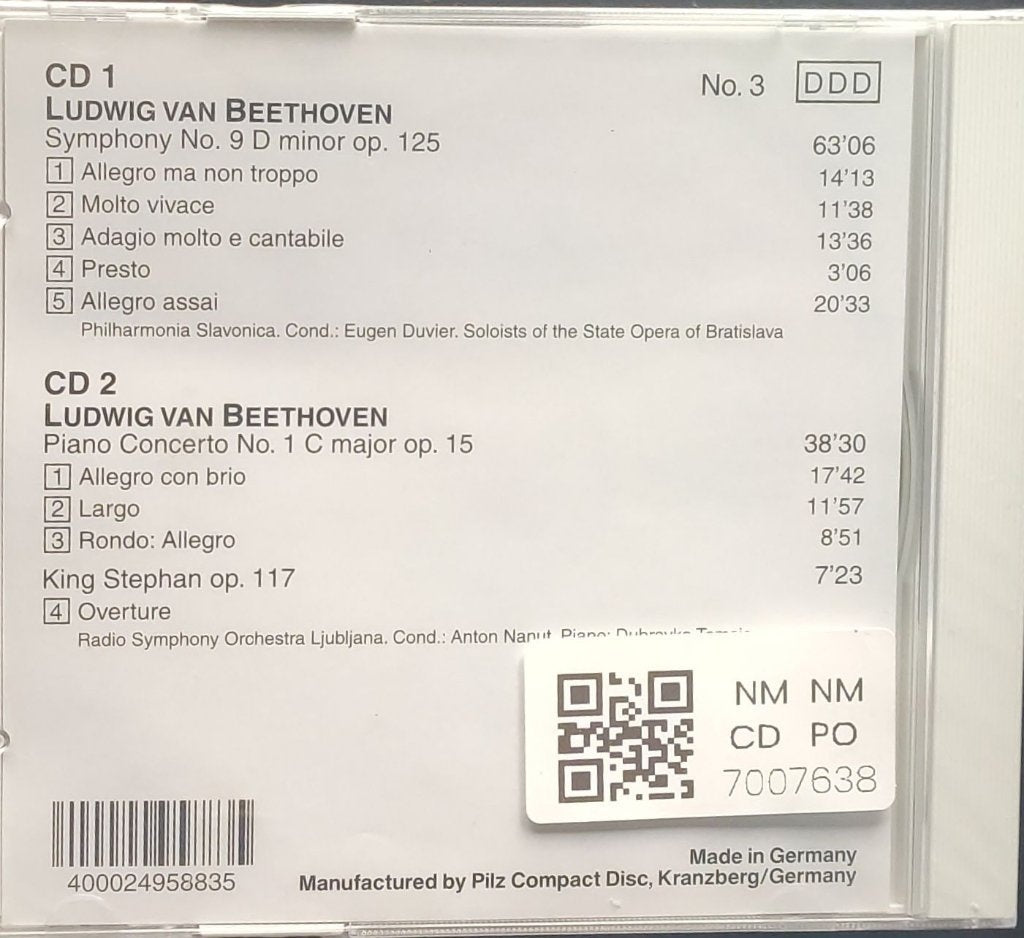 CD 1
No. 3 DDD
LUDWIG VAN BEETHOVEN
Symphony No. 9 D minor op. 125 63'06
1 Allegro ma non troppo 14'13
2 Molto vivace 11'38
3 Adagio molto e cantabile 13'36
4 Presto 3'06
5 Allegro assai 20'33
Philharmonia Slavonica. Cond.: Eugen Duvier. Soloists of the State Opera of Bratislava
CD 2
LUDWIG VAN BEETHOVEN
Piano Concerto No. 1 C major op. 15 38'30
1 Allegro con brio 17'42
2 Largo 11'57
3 Rondo: Allegro 8'51
King Stephan op. 117 7'23
4 Overture
Radio Symphony Orchestra Ljubljana. Cond.: Anton Nanut. Piano:
NM NM
CD PO
7007638
400024958835
Made in Germany
Manufactured by Pilz Compact Disc, Kranzberg/Germany